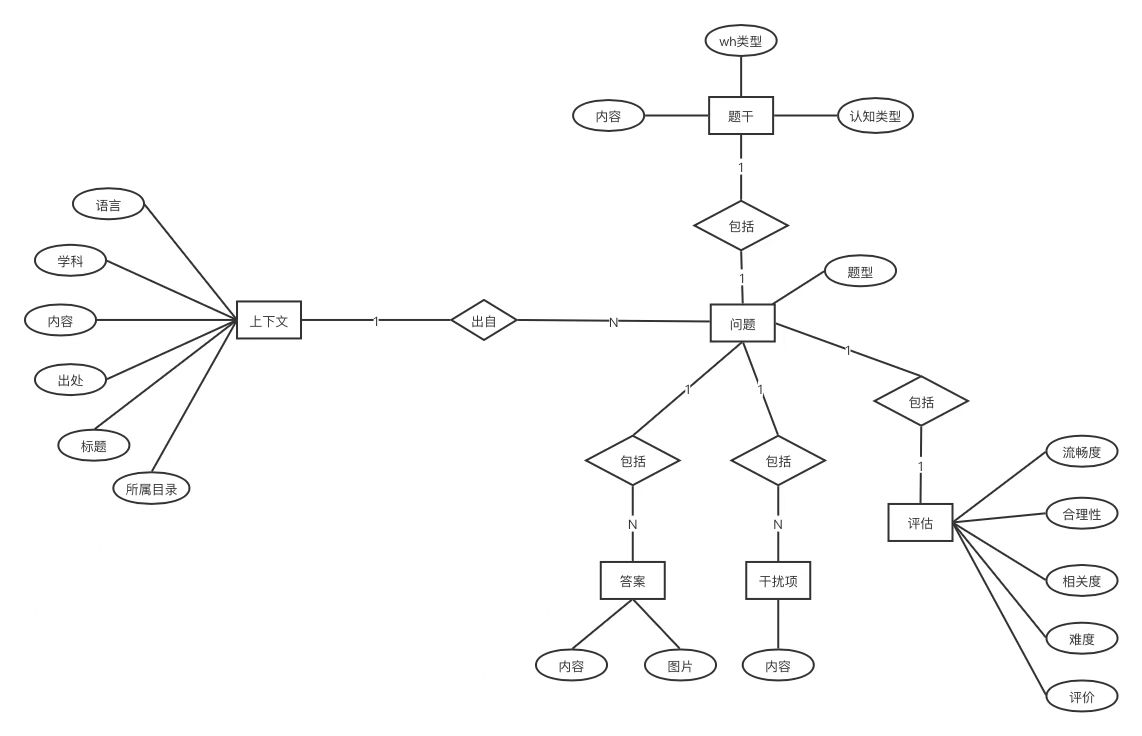 wh类型
内容
题干
认知类型
1
包括
1
语言
学科
内容
出处
标题
所属目录
上下文
1
出自
N
问题
题型
1
包括
N
答案
内容
图片
1
包括
N
干扰项
内容
1
包括
1
评估
流畅度
合理性
相关度
难度
评价